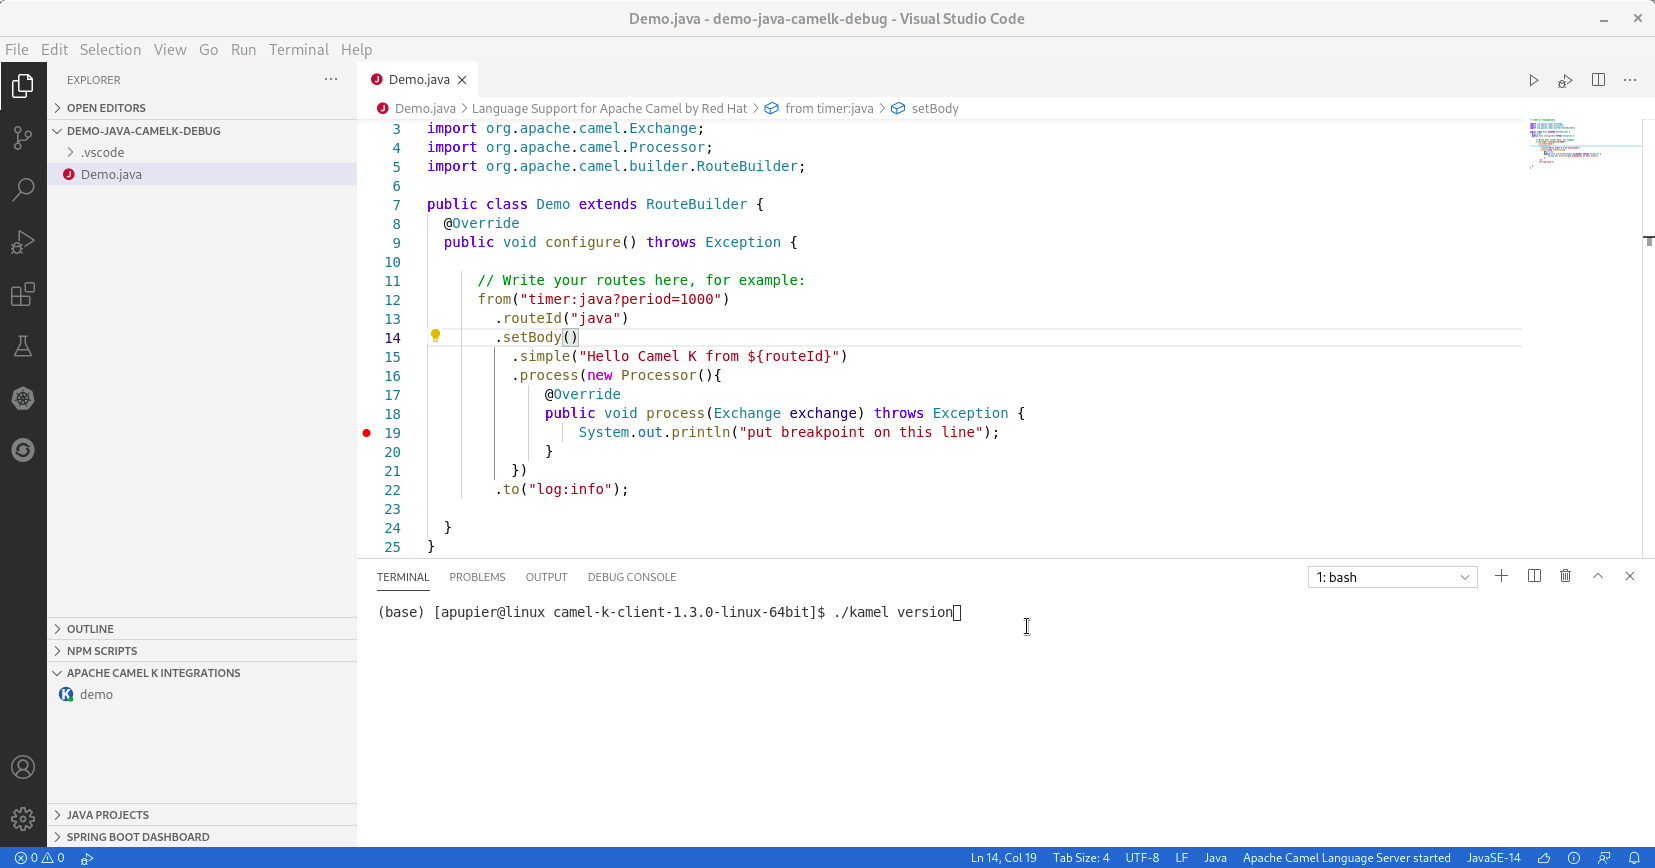 Demo.java - demo-java-camelk-debug - Visual Studio Code
File Edit Selection View Go Run Terminal Help
EXPLORER
OPEN EDITORS
DEMO-JAVA-CAMELK-DEBUG
.vscode
Demo.java
OUTLINE
NPM SCRIPTS
APACHE CAMEL K INTEGRATIONS
demo
JAVA PROJECTS
SPRING BOOT DASHBOARD
Demo.java
Demo.java > Language Support for Apache Camel by Red Hat > from timer:java > setBody
3 import org.apache.camel.Exchange;
4 import org.apache.camel.Processor;
5 import org.apache.camel.builder.RouteBuilder;
6
7 public class Demo extends RouteBuilder {
8 @Override
9 public void configure() throws Exception {
10
11 // Write your routes here, for example:
12 from("timer:java?period=1000")
13 .routeId("java")
14 .setBody()
15 .simple("Hello Camel K from ${routeId}")
16 .process(new Processor(){
17 @Override
18 public void process(Exchange exchange) throws Exception {
19 System.out.println("put breakpoint on this line");
20 }
21 })
22 .to("log:info");
23
24 }
25 }
TERMINAL PROBLEMS OUTPUT DEBUG CONSOLE
1: bash
(base) [apupier@linux camel-k-client-1.3.0-linux-64bit]$ ./kamel version
0 0 Ln 14, Col 19 Tab Size: 4 UTF-8 LF Java Apache Camel Language Server started JavaSE-14